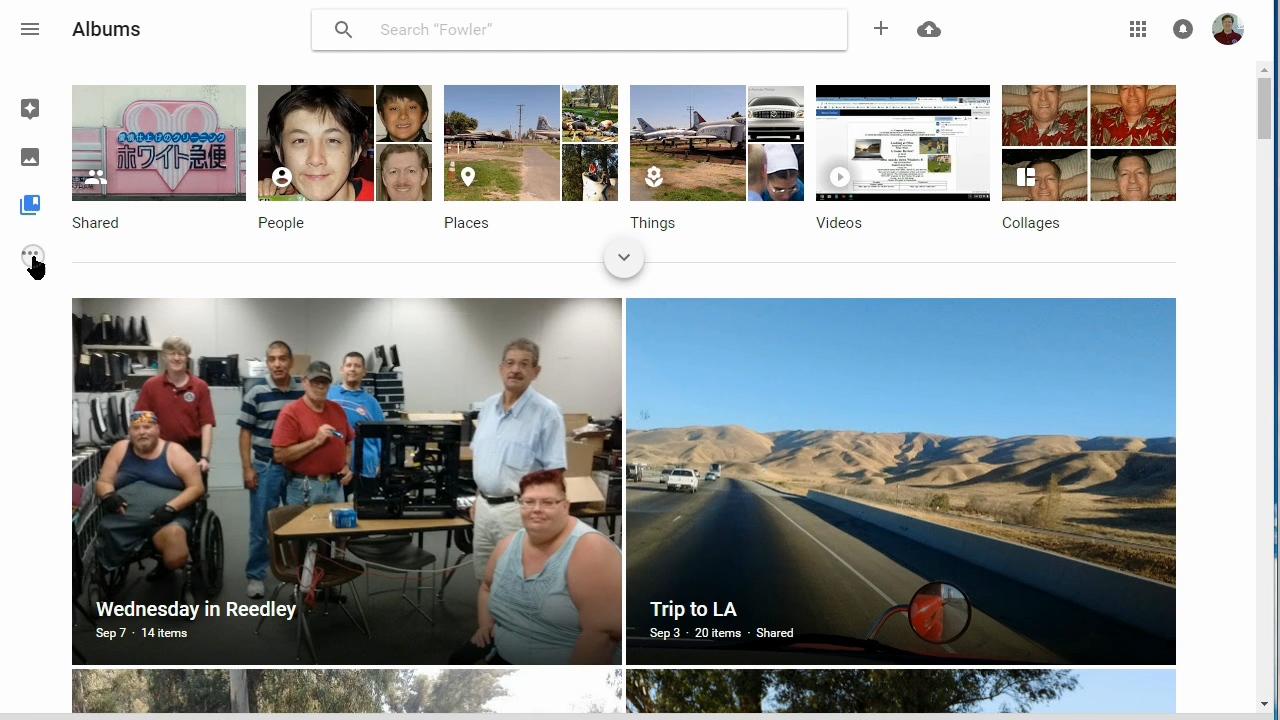 Albums
Search “Fowler”
ホワイト急便
Shared
People
Places
Things
Videos
Collages
Wednesday in Reedley
Sep 7 · 14 items
Trip to LA
Sep 3 · 20 items · Shared